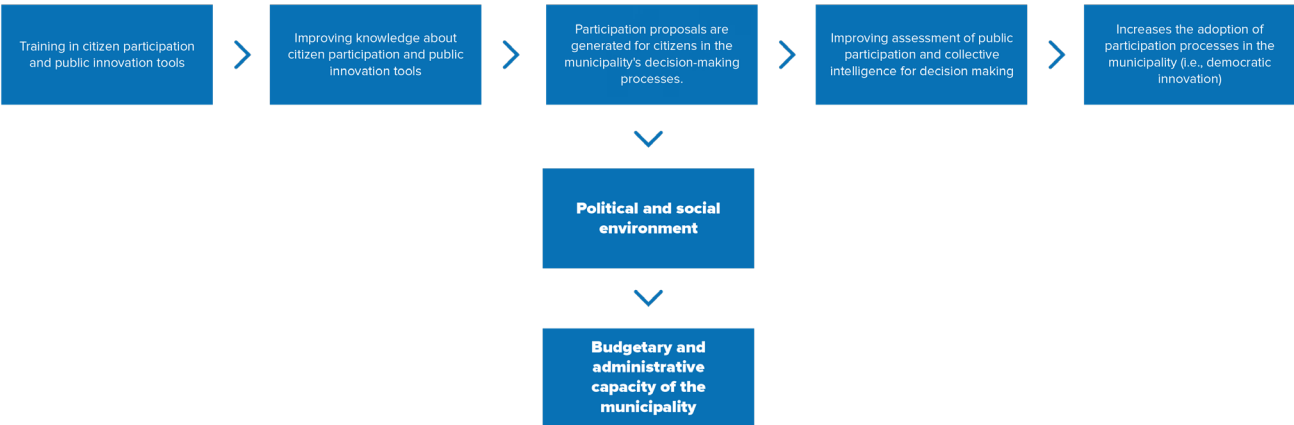 Training in citizen participation
and public innovation tools
Improving knowledge about
citizen participation and public
innovation tools
Participation proposals are
generated for citizens in the
municipality's decision-making
processes.
Improving assessment of public
participation and collective
intelligence for decision making
Increases the adoption of
participation processes in the
municipality (i.e., democratic
innovation)
Political and social
environment
Budgetary and
administrative
capacity of the
municipality